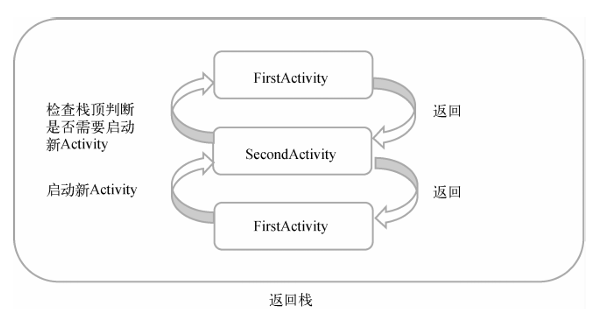 FirstActivity
检查栈顶判断
是否需要启动
新Activity
返回
SecondActivity
启动新Activity
返回
FirstActivity
返回栈